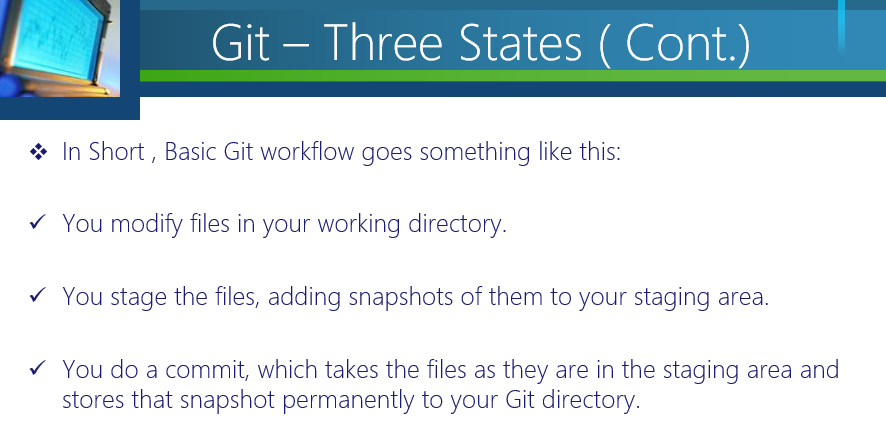 Git – Three States ( Cont.)
❖ In Short , Basic Git workflow goes something like this:
✓ You modify files in your working directory.
✓ You stage the files, adding snapshots of them to your staging area.
✓ You do a commit, which takes the files as they are in the staging area and
stores that snapshot permanently to your Git directory.